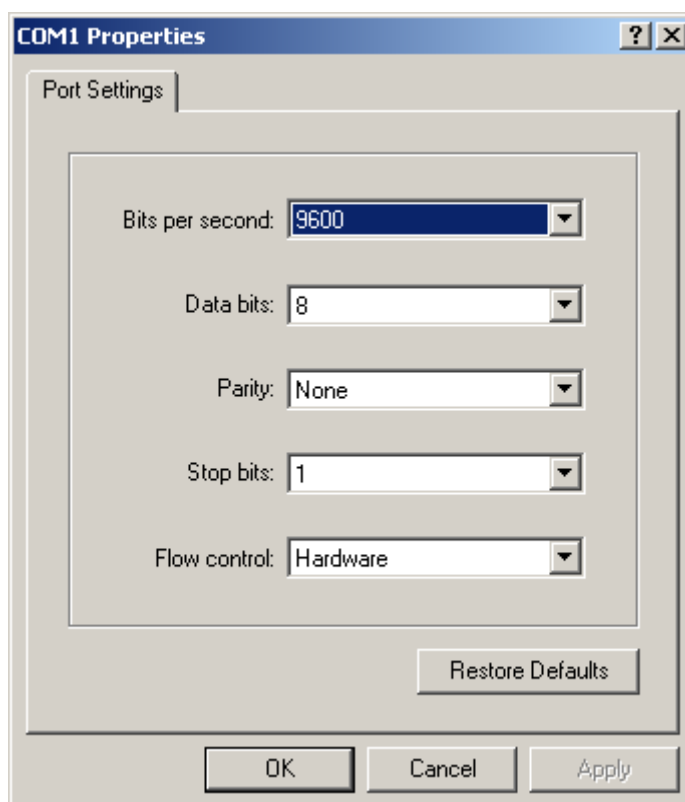 COM1 Properties
Port Settings
Bits per second: 9600
Data bits: 8
Parity: None
Stop bits: 1
Flow control: Hardware
Restore Defaults
OK Cancel Apply